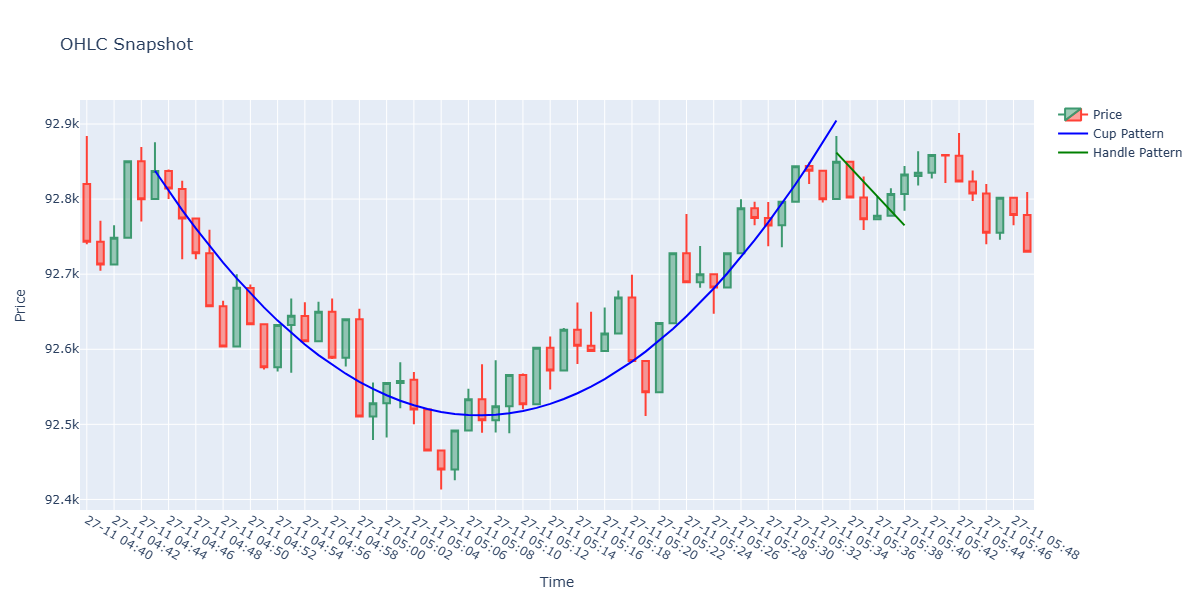 OHLC Snapshot
Price
Cup Pattern
Handle Pattern
92.9k
92.8k
92.7k
92.6k
92.5k
92.4k
Price
27-11 04:40
27-11 04:42
27-11 04:44
27-11 04:46
27-11 04:48
27-11 04:50
27-11 04:52
27-11 04:54
27-11 04:56
27-11 04:58
27-11 05:00
27-11 05:02
27-11 05:04
27-11 05:06
27-11 05:08
27-11 05:10
27-11 05:12
27-11 05:14
27-11 05:16
27-11 05:18
27-11 05:20
27-11 05:22
27-11 05:24
27-11 05:26
27-11 05:28
27-11 05:30
27-11 05:32
27-11 05:34
27-11 05:36
27-11 05:38
27-11 05:40
27-11 05:42
27-11 05:44
27-11 05:46
27-11 05:48
Time